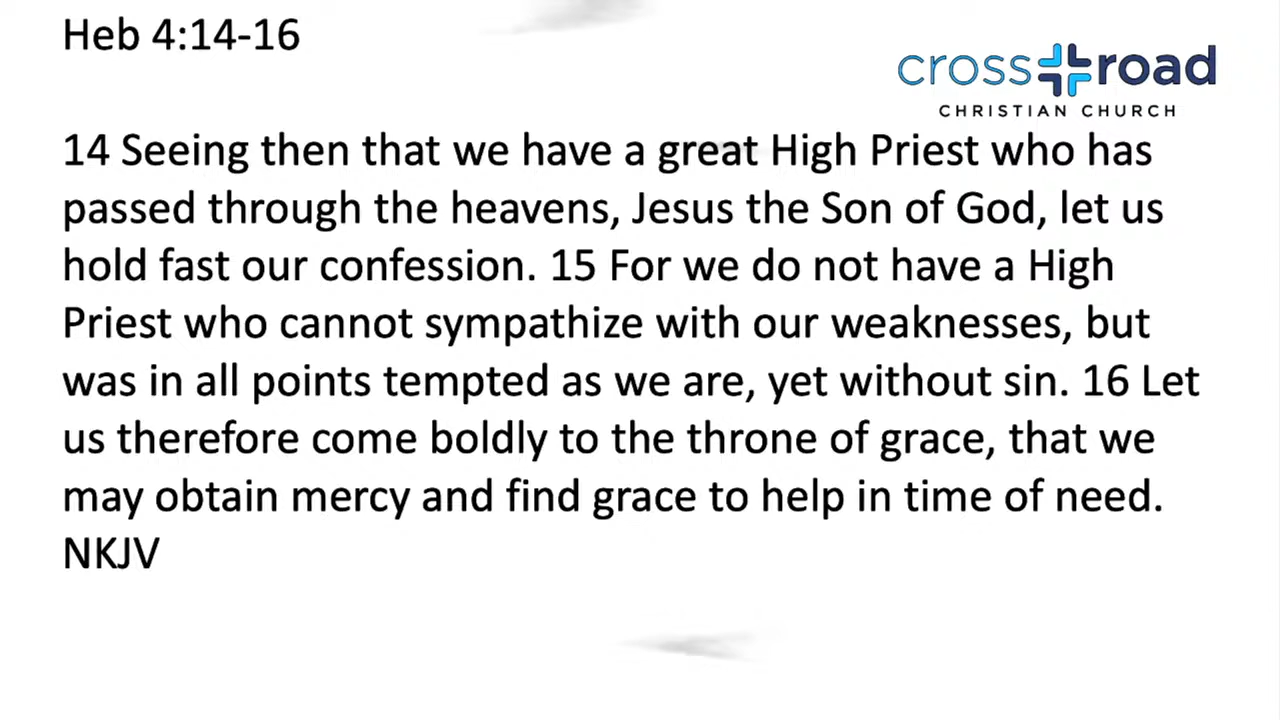 Heb 4:14-16
cross road
CHRISTIAN CHURCH
14 Seeing then that we have a great High Priest who has
passed through the heavens, Jesus the Son of God, let us
hold fast our confession. 15 For we do not have a High
Priest who cannot sympathize with our weaknesses, but
was in all points tempted as we are, yet without sin. 16 Let
us therefore come boldly to the throne of grace, that we
may obtain mercy and find grace to help in time of need.
NKJV